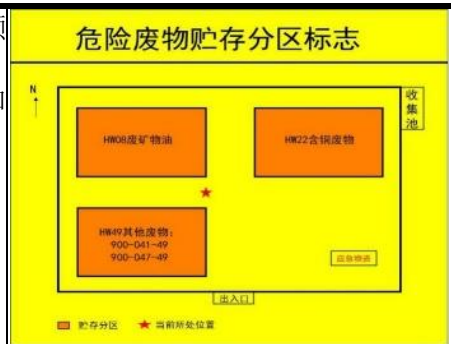 危险废物贮存分区标志
N
收集池
HW08废矿物油
HW22含铜废物
HW49其他废物：
900-041-49
900-047-49
应急物资
出入口
贮存分区
当前所处位置